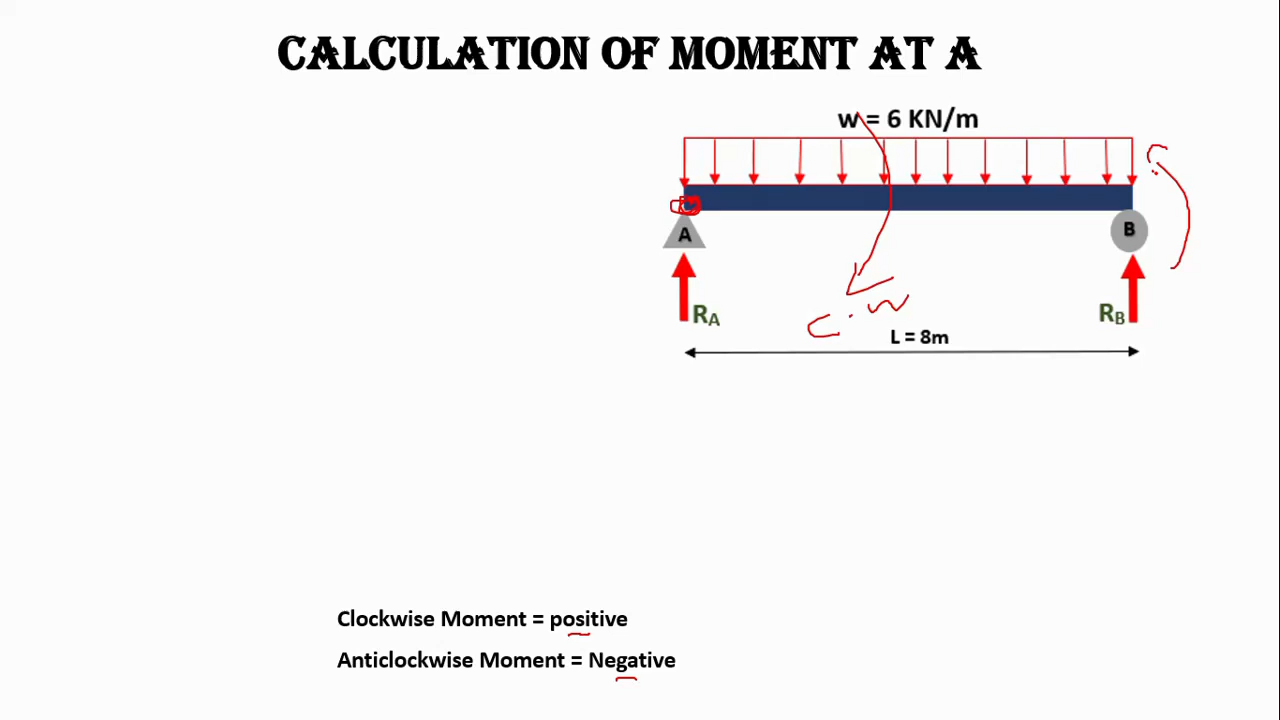 CALCULATION OF MOMENT AT A
w = 6 KN/m
A
B
RA
RB
C.W
L = 8m
Clockwise Moment = positive
Anticlockwise Moment = Negative